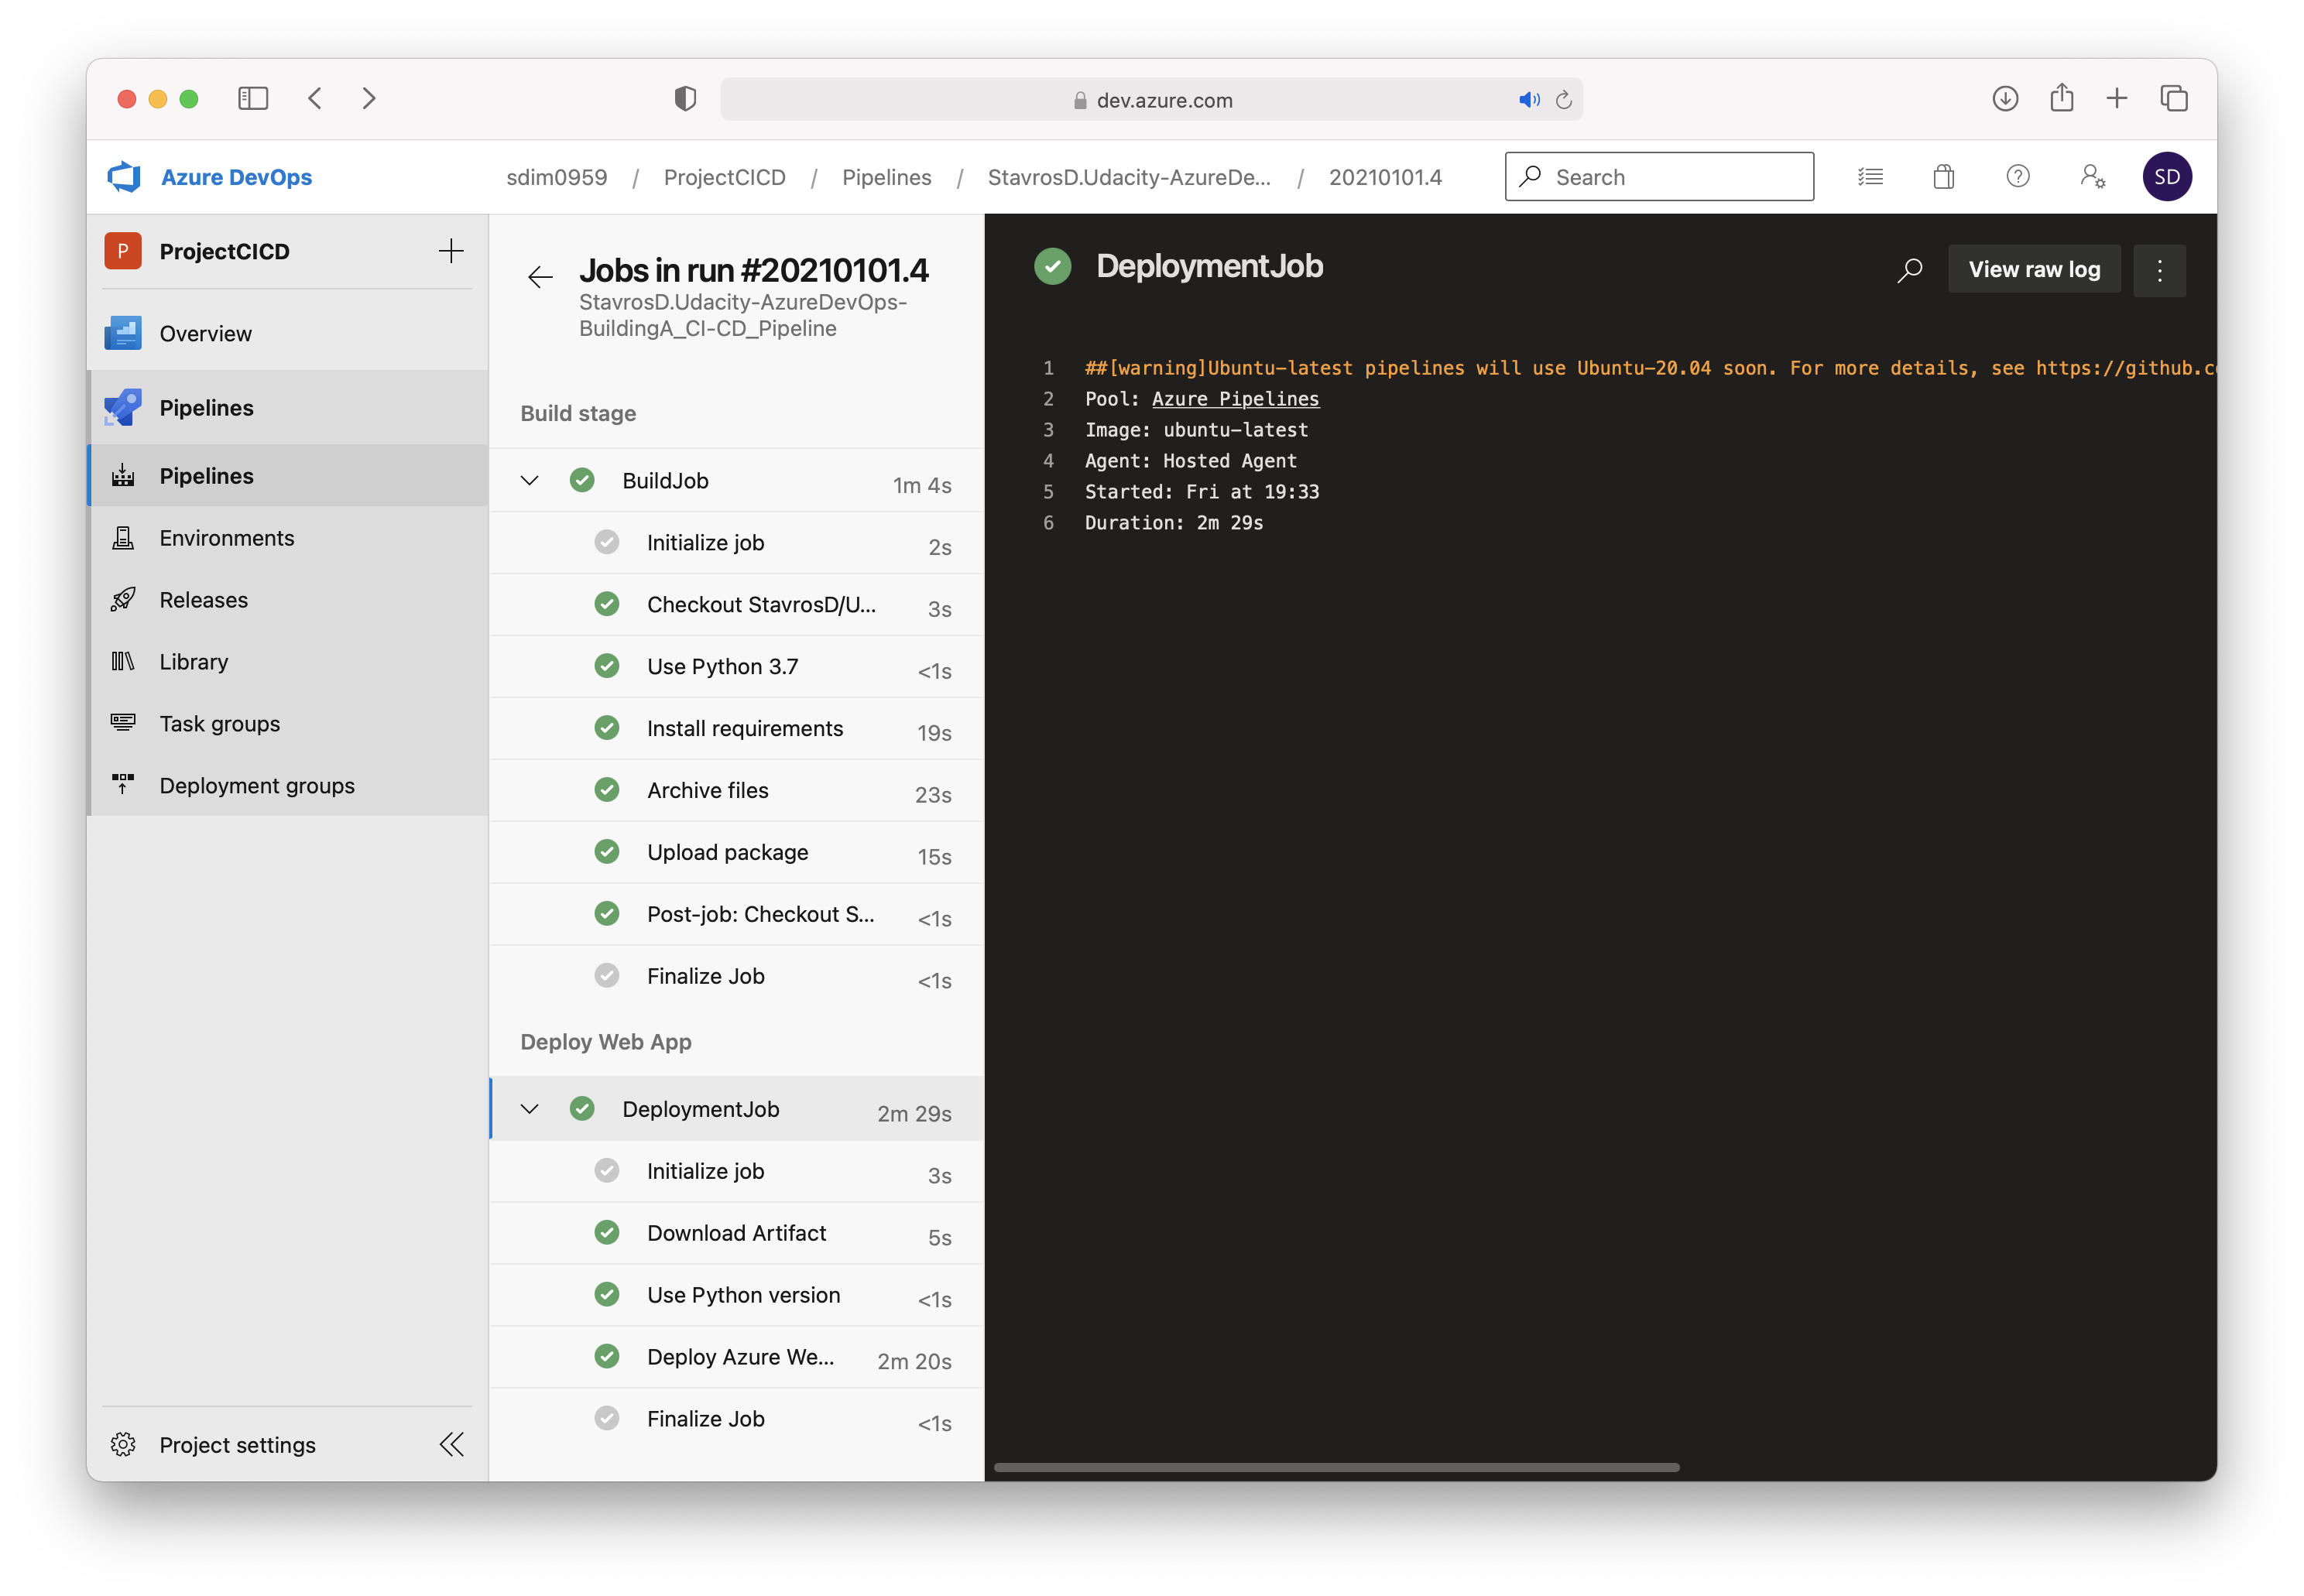 dev.azure.com
Azure DevOps
sdim0959 / ProjectCICD / Pipelines / StavrosD.Udacity-AzureDe... / 20210101.4
Search
SD
P ProjectCICD
Overview
Pipelines
Pipelines
Environments
Releases
Library
Task groups
Deployment groups
Project settings
Jobs in run #20210101.4
StavrosD.Udacity-AzureDevOps-
BuildingA_CI-CD_Pipeline
Build stage
BuildJob 1m 4s
Initialize job 2s
Checkout StavrosD/U... 3s
Use Python 3.7 <1s
Install requirements 19s
Archive files 23s
Upload package 15s
Post-job: Checkout S... <1s
Finalize Job <1s
Deploy Web App
DeploymentJob 2m 29s
Initialize job 3s
Download Artifact 5s
Use Python version <1s
Deploy Azure We... 2m 20s
Finalize Job <1s
DeploymentJob
View raw log
1 ##[warning]Ubuntu-latest pipelines will use Ubuntu-20.04 soon. For more details, see https://github.co
2 Pool: Azure Pipelines
3 Image: ubuntu-latest
4 Agent: Hosted Agent
5 Started: Fri at 19:33
6 Duration: 2m 29s